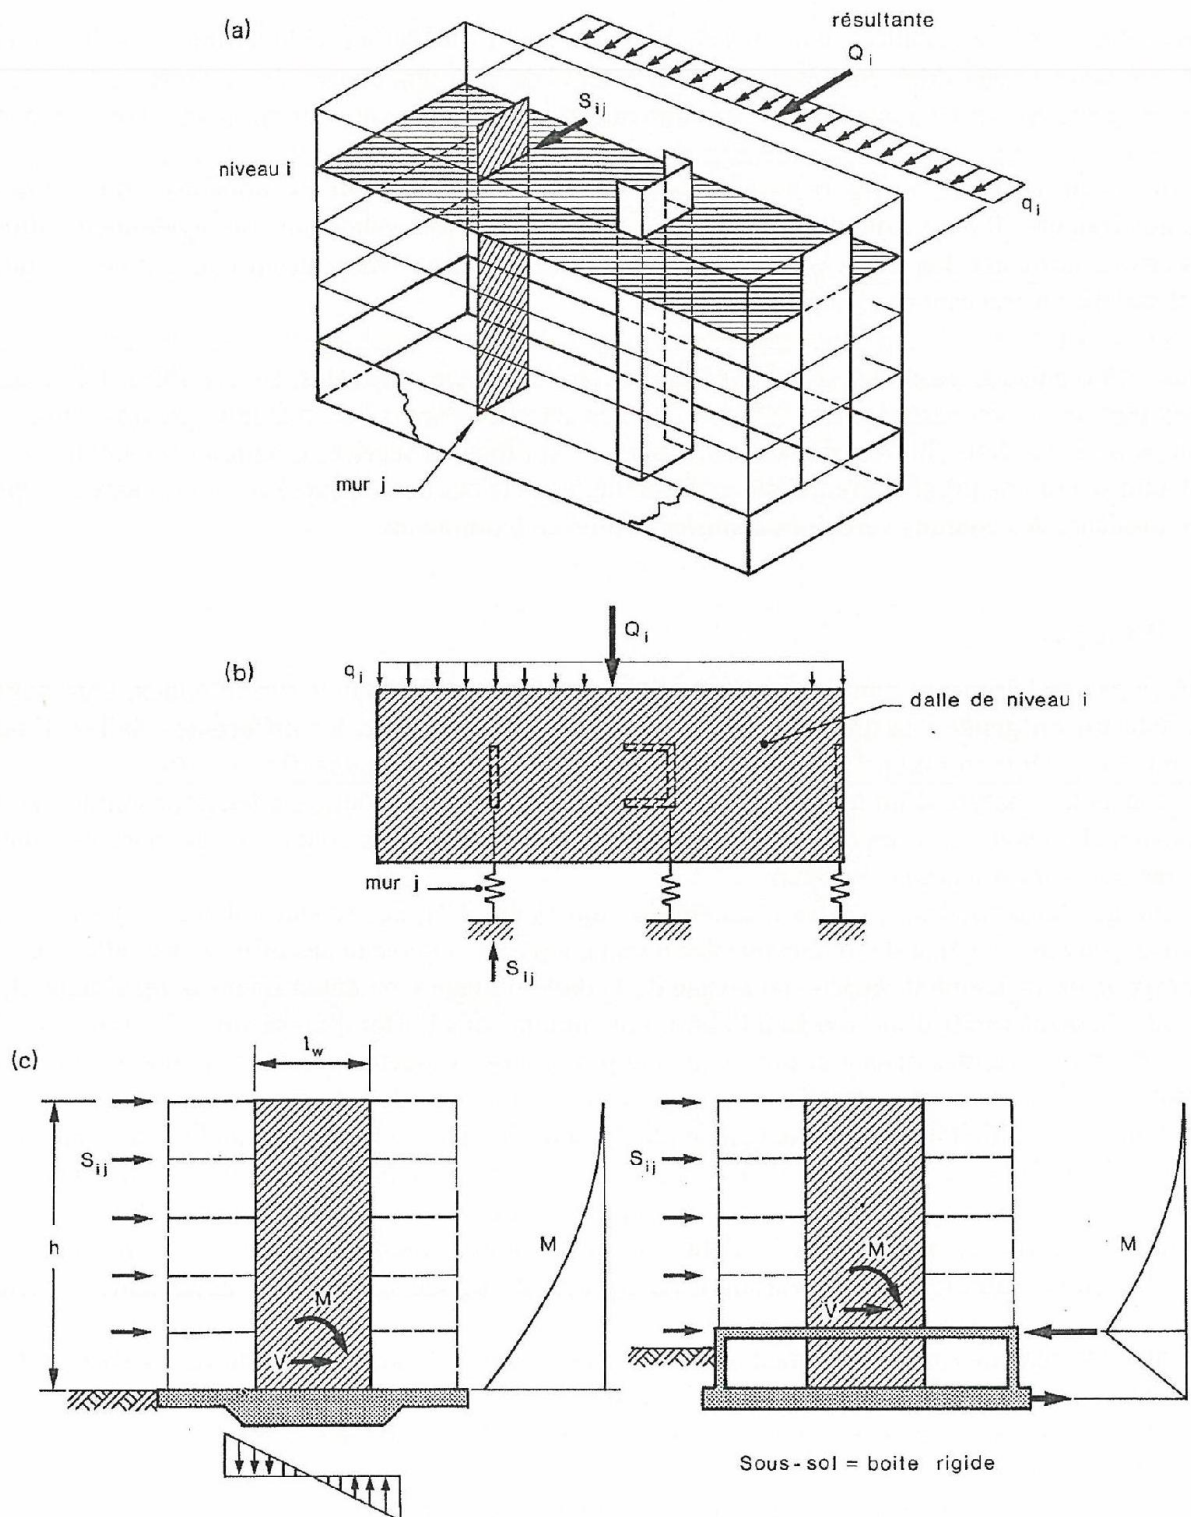 (a)
résultante
Q i
S ij
niveau i
q i
mur j
(b)
Q i
q i
dalle de niveau i
mur j
S ij
(c)
l w
S ij
h
M
V
M
S ij
M
V
M
Sous-sol = boite rigide